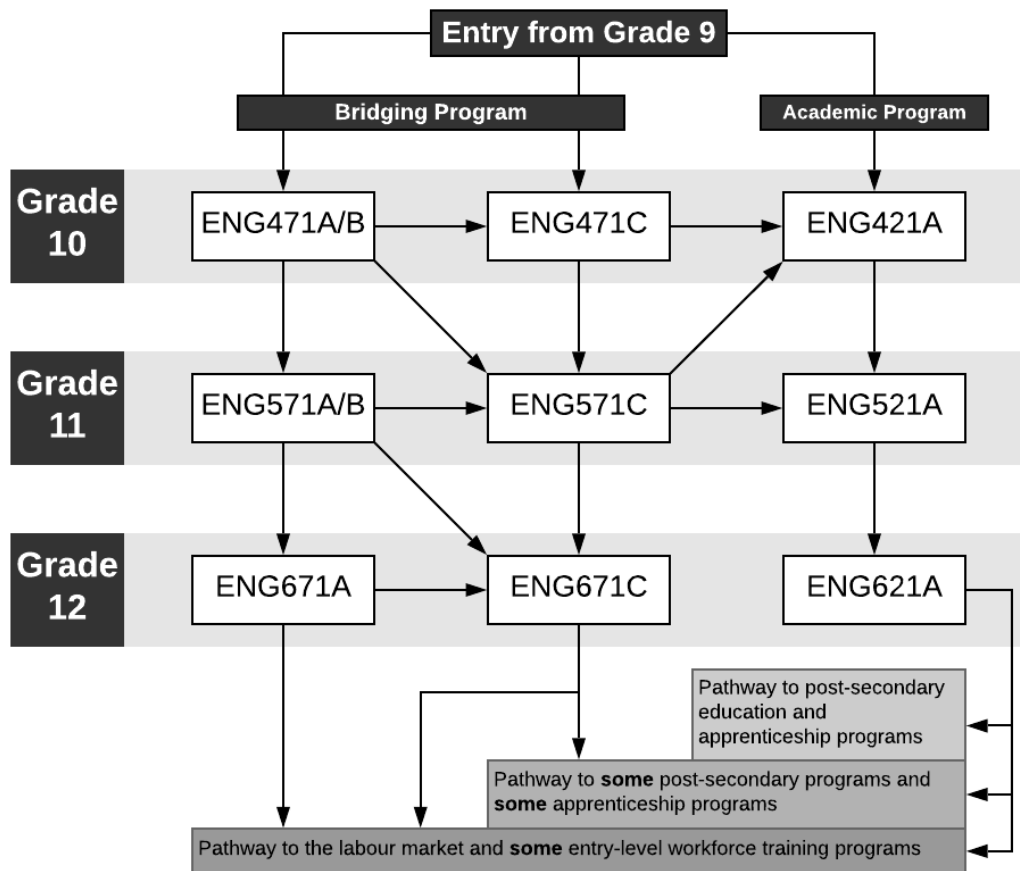 Entry from Grade 9
Bridging Program
Academic Program
Grade
10
ENG471A/B
ENG471C
ENG421A
Grade
11
ENG571A/B
ENG571C
ENG521A
Grade
12
ENG671A
ENG671C
ENG621A
Pathway to post-secondary
education and
apprenticeship programs
Pathway to some post-secondary programs and
some apprenticeship programs
Pathway to the labour market and some entry-level workforce training programs